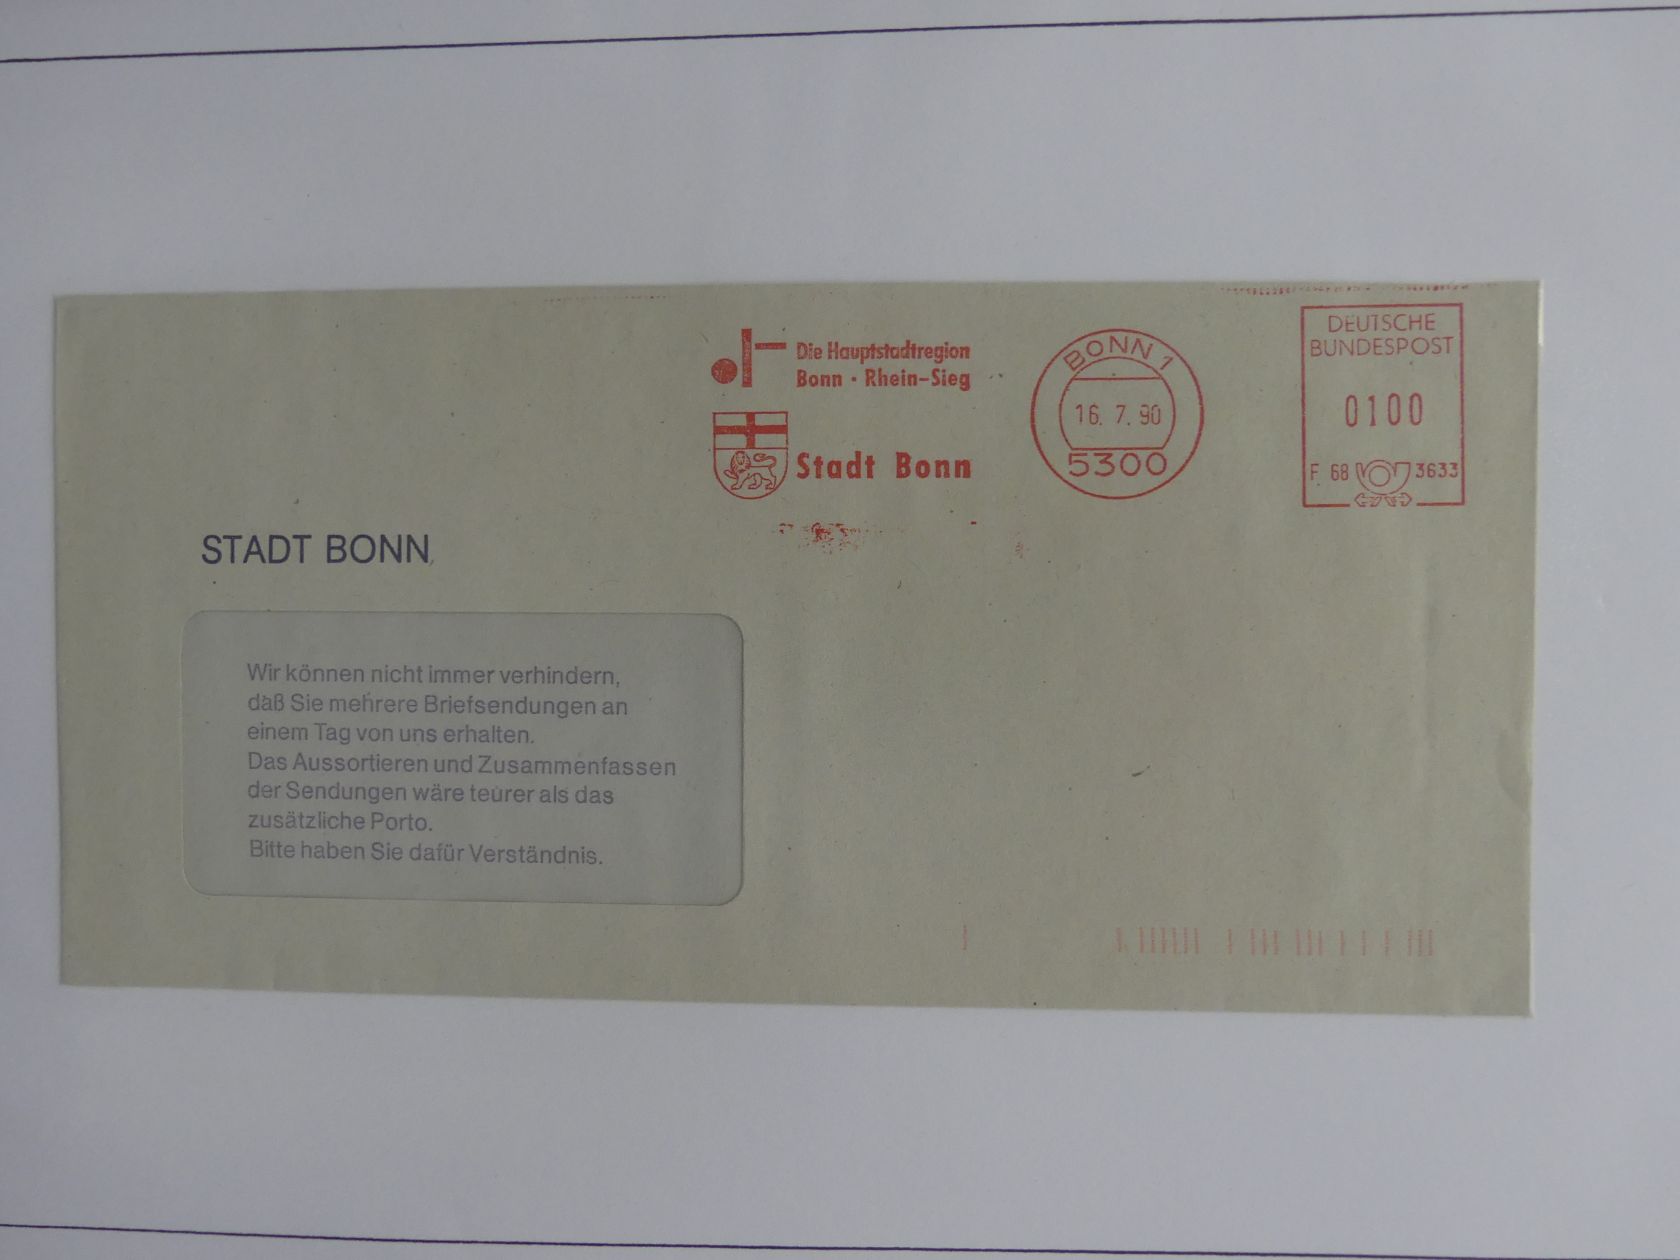 Die Hauptstadtregion
Bonn · Rhein-Sieg
Stadt Bonn
BONN 1
16. 7. 90
5300
DEUTSCHE
BUNDESPOST
0100
F 68 3633
STADT BONN
Wir können nicht immer verhindern,
daß Sie mehrere Briefsendungen an
einem Tag von uns erhalten.
Das Aussortieren und Zusammenfassen
der Sendungen wäre teurer als das
zusätzliche Porto.
Bitte haben Sie dafür Verständnis.